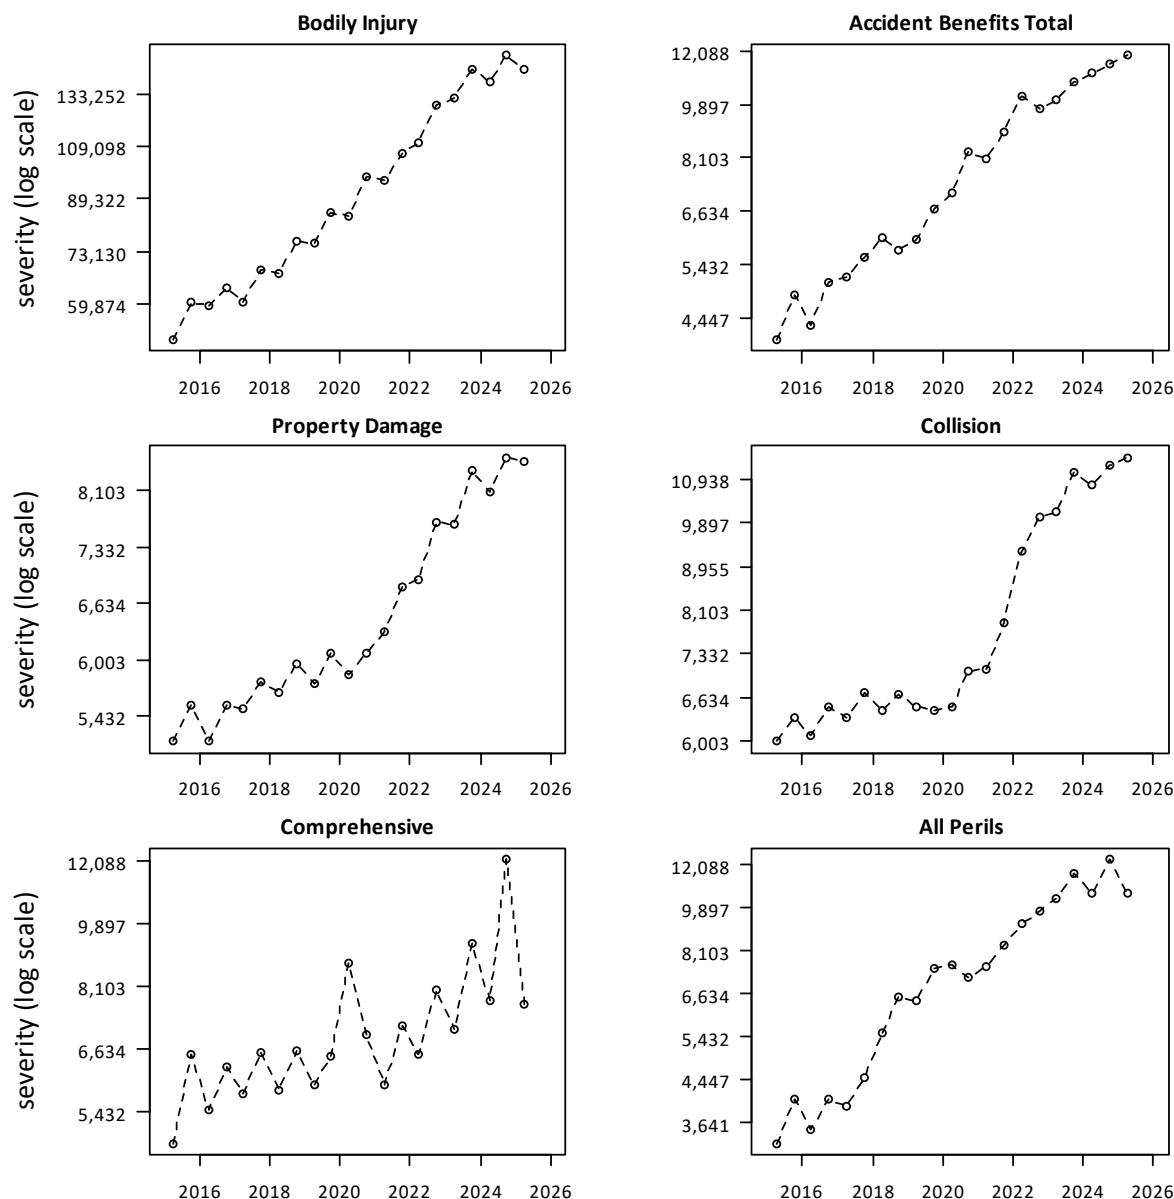 Bodily Injury
severity (log scale)
133,252
109,098
89,322
73,130
59,874
2016 2018 2020 2022 2024 2026
Accident Benefits Total
12,088
9,897
8,103
6,634
5,432
4,447
2016 2018 2020 2022 2024 2026
Property Damage
severity (log scale)
8,103
7,332
6,634
6,003
5,432
2016 2018 2020 2022 2024 2026
Collision
10,938
9,897
8,955
8,103
7,332
6,634
6,003
2016 2018 2020 2022 2024 2026
Comprehensive
severity (log scale)
12,088
9,897
8,103
6,634
5,432
2016 2018 2020 2022 2024 2026
All Perils
12,088
9,897
8,103
6,634
5,432
4,447
3,641
2016 2018 2020 2022 2024 2026